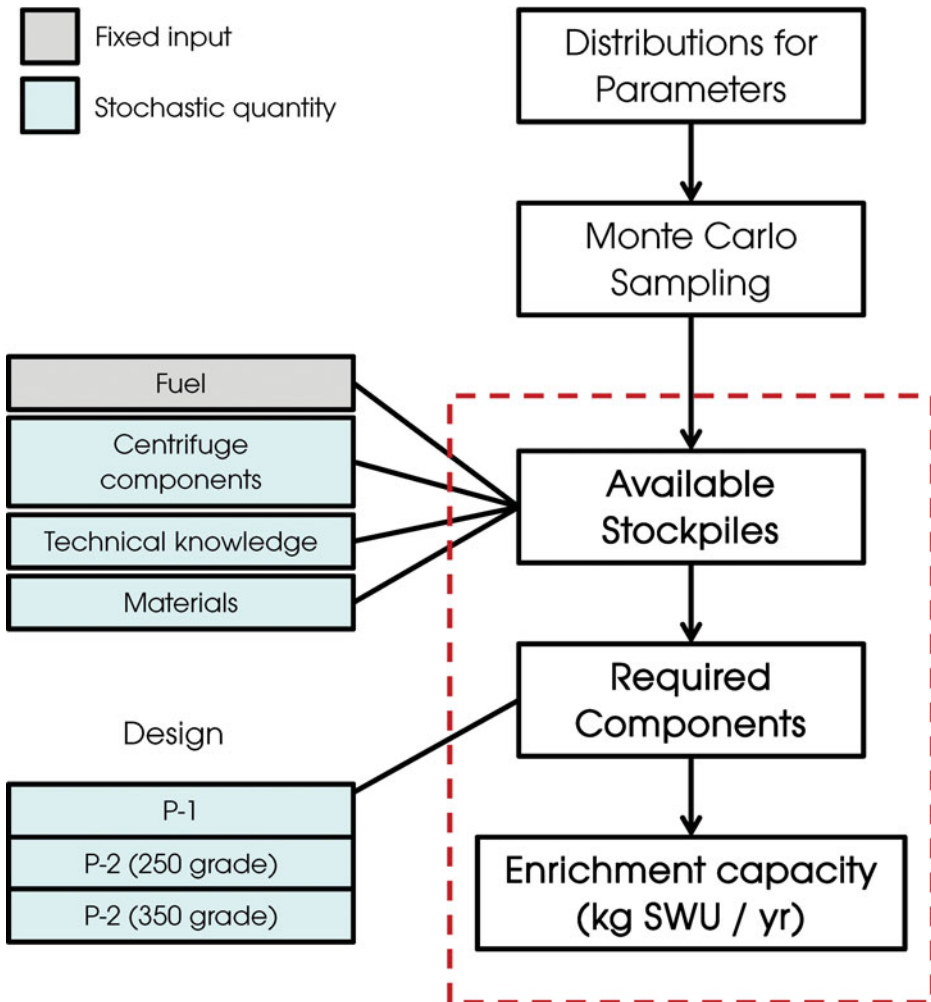 Fixed input
Stochastic quantity
Distributions for
Parameters
Monte Carlo
Sampling
Fuel
Centrifuge
components
Technical knowledge
Materials
Available
Stockpiles
Required
Components
Design
P-1
P-2 (250 grade)
P-2 (350 grade)
Enrichment capacity
(kg SWU / yr)